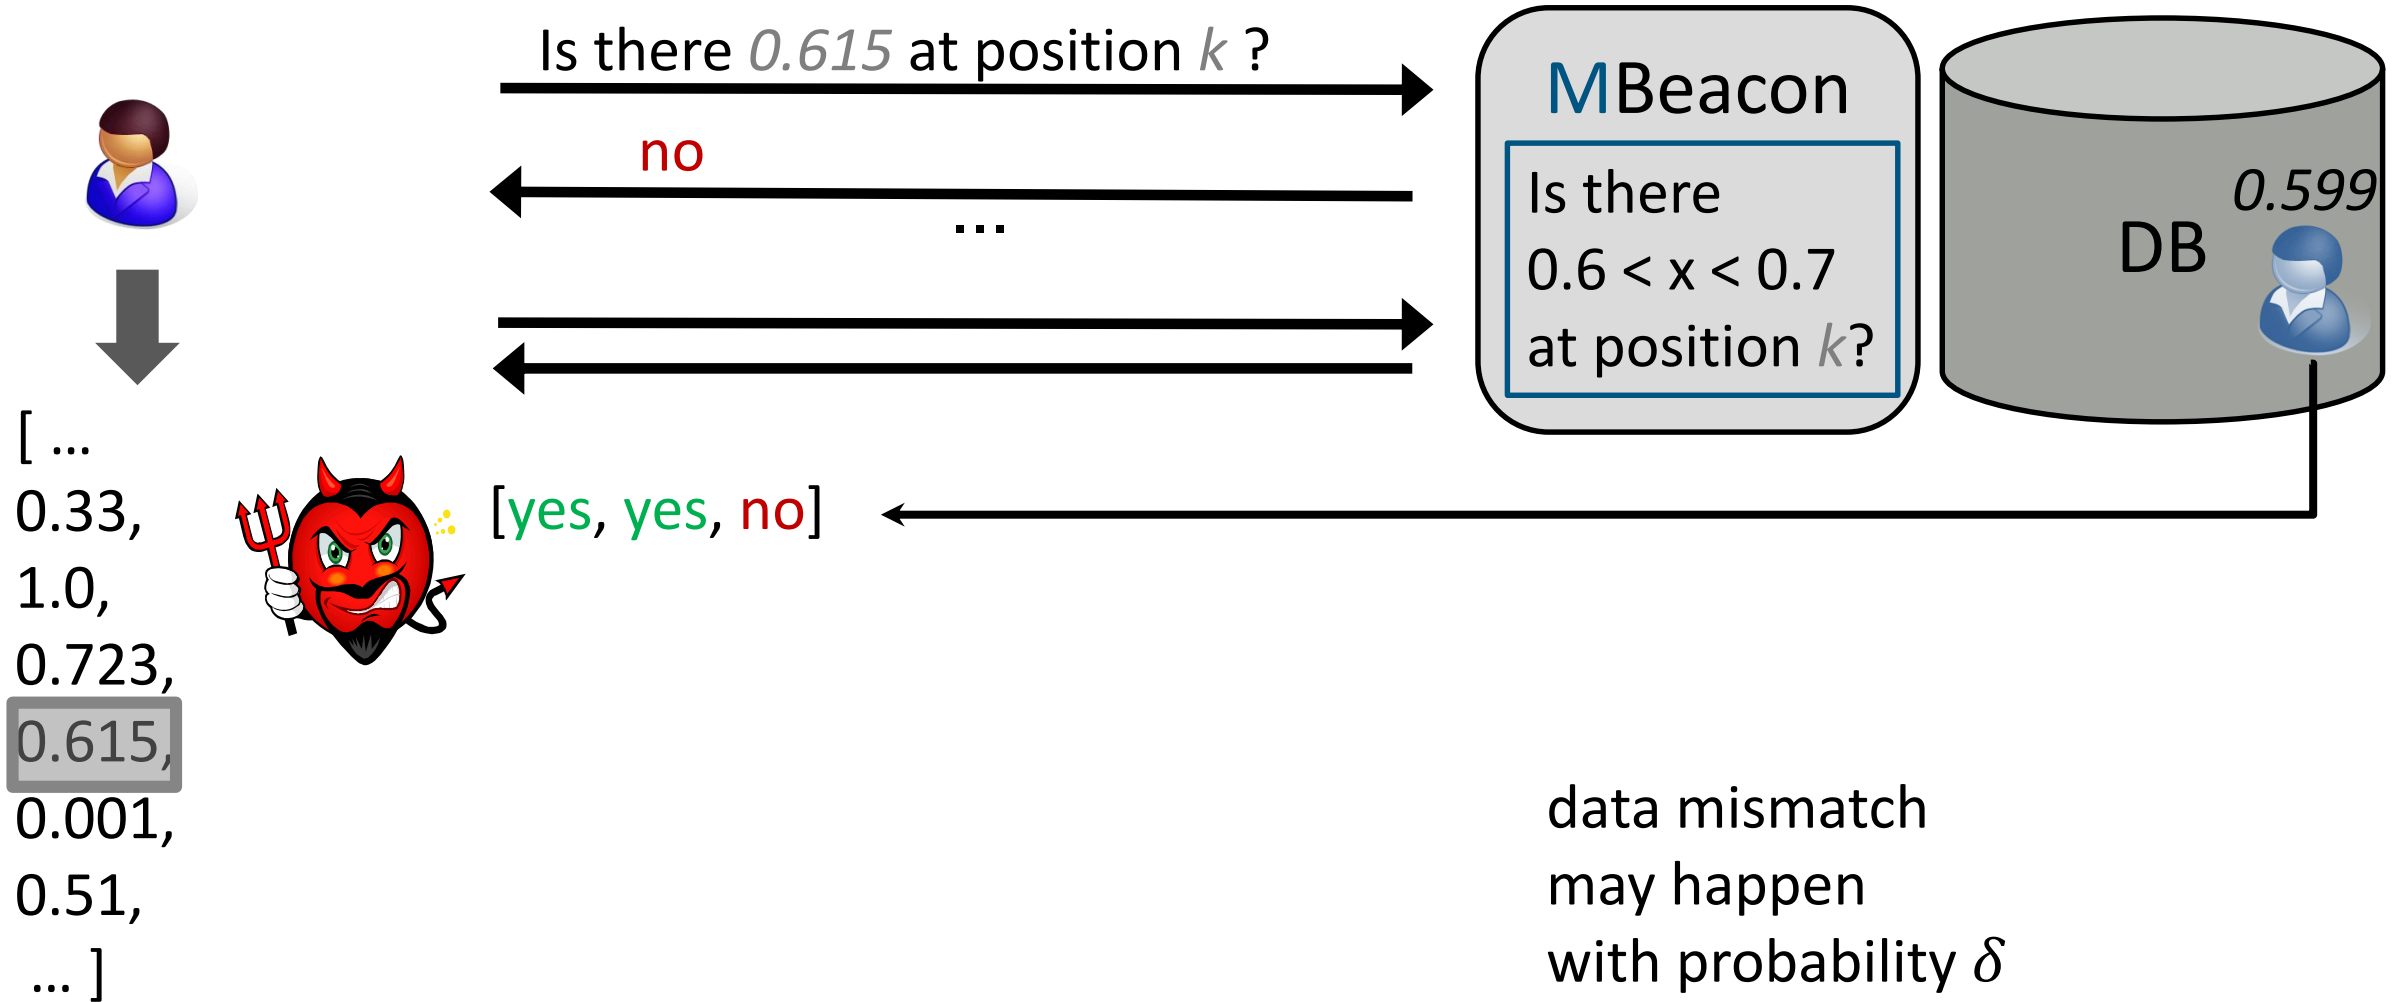 Is there 0.615 at position k ?
no
...
MBeacon
Is there
0.6 < x < 0.7
at position k?
DB
0.599
[ ...
0.33,
1.0,
0.723,
0.615,
0.001,
0.51,
... ]
[yes, yes, no]
data mismatch
may happen
with probability δ